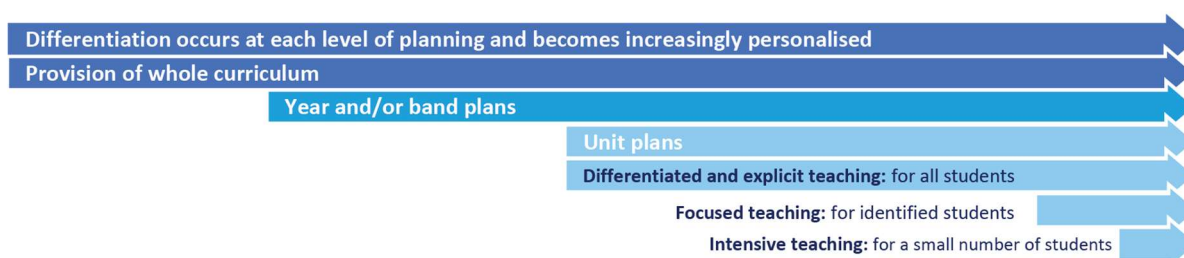 Differentiation occurs at each level of planning and becomes increasingly personalised
Provision of whole curriculum
Year and/or band plans
Unit plans
Differentiated and explicit teaching: for all students
Focused teaching: for identified students
Intensive teaching: for a small number of students